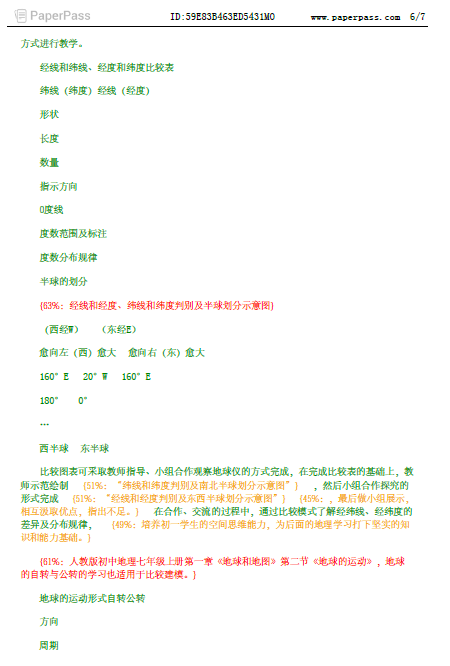 PaperPass ID:59E83B463ED5431M0 www.paperpass.com 6/7
方式进行教学。
经线和纬线、经度和纬度比较表
纬线（纬度）经线（经度）
形状
长度
数量
指示方向
0度线
度数范围及标注
度数分布规律
半球的划分
{63%: 经线和经度、纬线和纬度判别及半球划分示意图}
（西经W） （东经E）
愈向左（西）愈大 愈向右（东）愈大
160° E 20° W 160° E
180° 0°
…
西半球 东半球
比较图表可采取教师指导、小组合作观察地球仪的方式完成，在完成比较表的基础上，教
师示范绘制 {51%: “纬线和纬度判别及南北半球划分示意图”} ，然后小组合作探究的
形式完成 {51%: “经线和经度判别及东西半球划分示意图”} {45%: ，最后做小组展示，
相互汲取优点，指出不足。} 在合作、交流的过程中，通过比较模式了解经纬线、经纬度的
差异及分布规律， {49%: 培养初一学生的空间思维能力，为后面的地理学习打下坚实的知
识和能力基础。}
{61%: 人教版初中地理七年级上册第一章《地球和地图》第二节《地球的运动》，地球
的自转与公转的学习也适用于比较建模。}
地球的运动形式自转公转
方向
周期